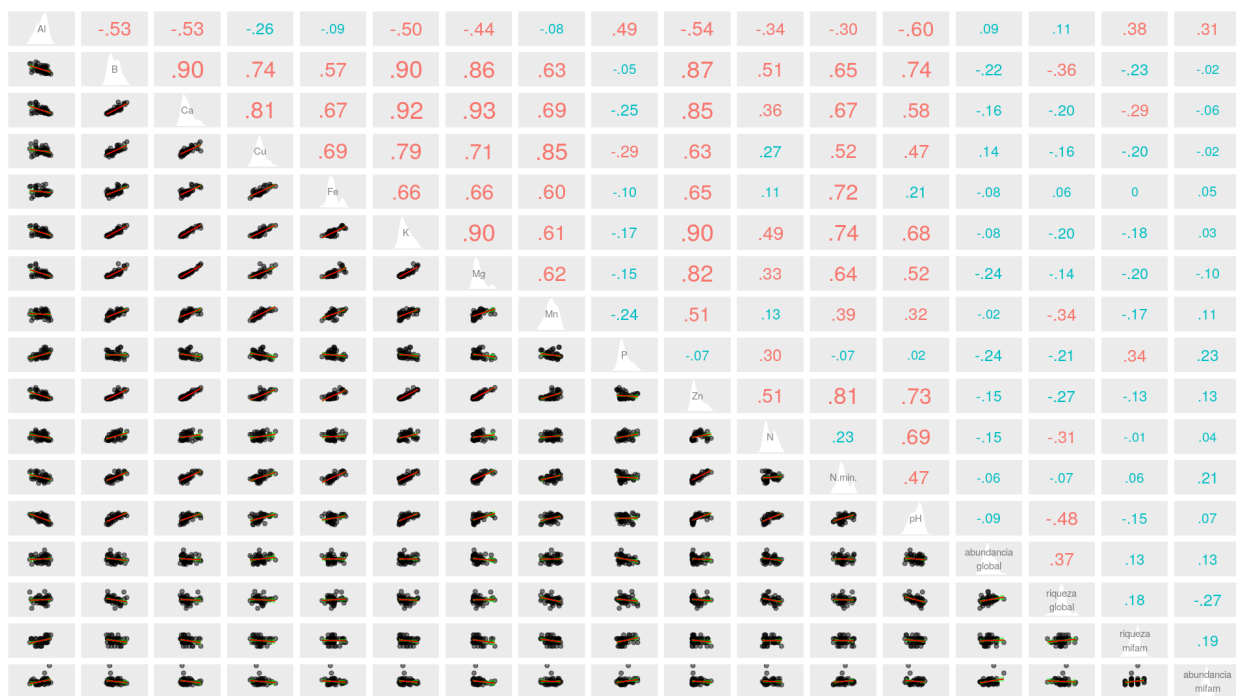 Al -.53 -.53 -.26 -.09 -.50 -.44 -.08 .49 -.54 -.34 -.30 -.60 .09 .11 .38 .31
B .90 .74 .57 .90 .86 .63 -.05 .87 .51 .65 .74 -.22 -.36 -.23 -.02
Ca .81 .67 .92 .93 .69 -.25 .85 .36 .67 .58 -.16 -.20 -.29 -.06
Cu .69 .79 .71 .85 -.29 .63 .27 .52 .47 .14 -.16 -.20 -.02
Fe .66 .66 .60 -.10 .65 .11 .72 .21 -.08 .06 0 .05
K .90 .61 -.17 .90 .49 .74 .68 -.08 -.20 -.18 .03
Mg .62 -.15 .82 .33 .64 .52 -.24 -.14 -.20 -.10
Mn -.24 .51 .13 .39 .32 -.02 -.34 -.17 .11
P -.07 .30 -.07 .02 -.24 -.21 .34 .23
Zn .51 .81 .73 -.15 -.27 -.13 .13
N .23 .69 -.15 -.31 -.01 .04
N.min. .47 -.06 -.07 .06 .21
pH -.09 -.48 -.15 .07
abundancia
global .37 .13 .13
riqueza
global .18 -.27
riqueza
mifam .19
abundancia
mifam